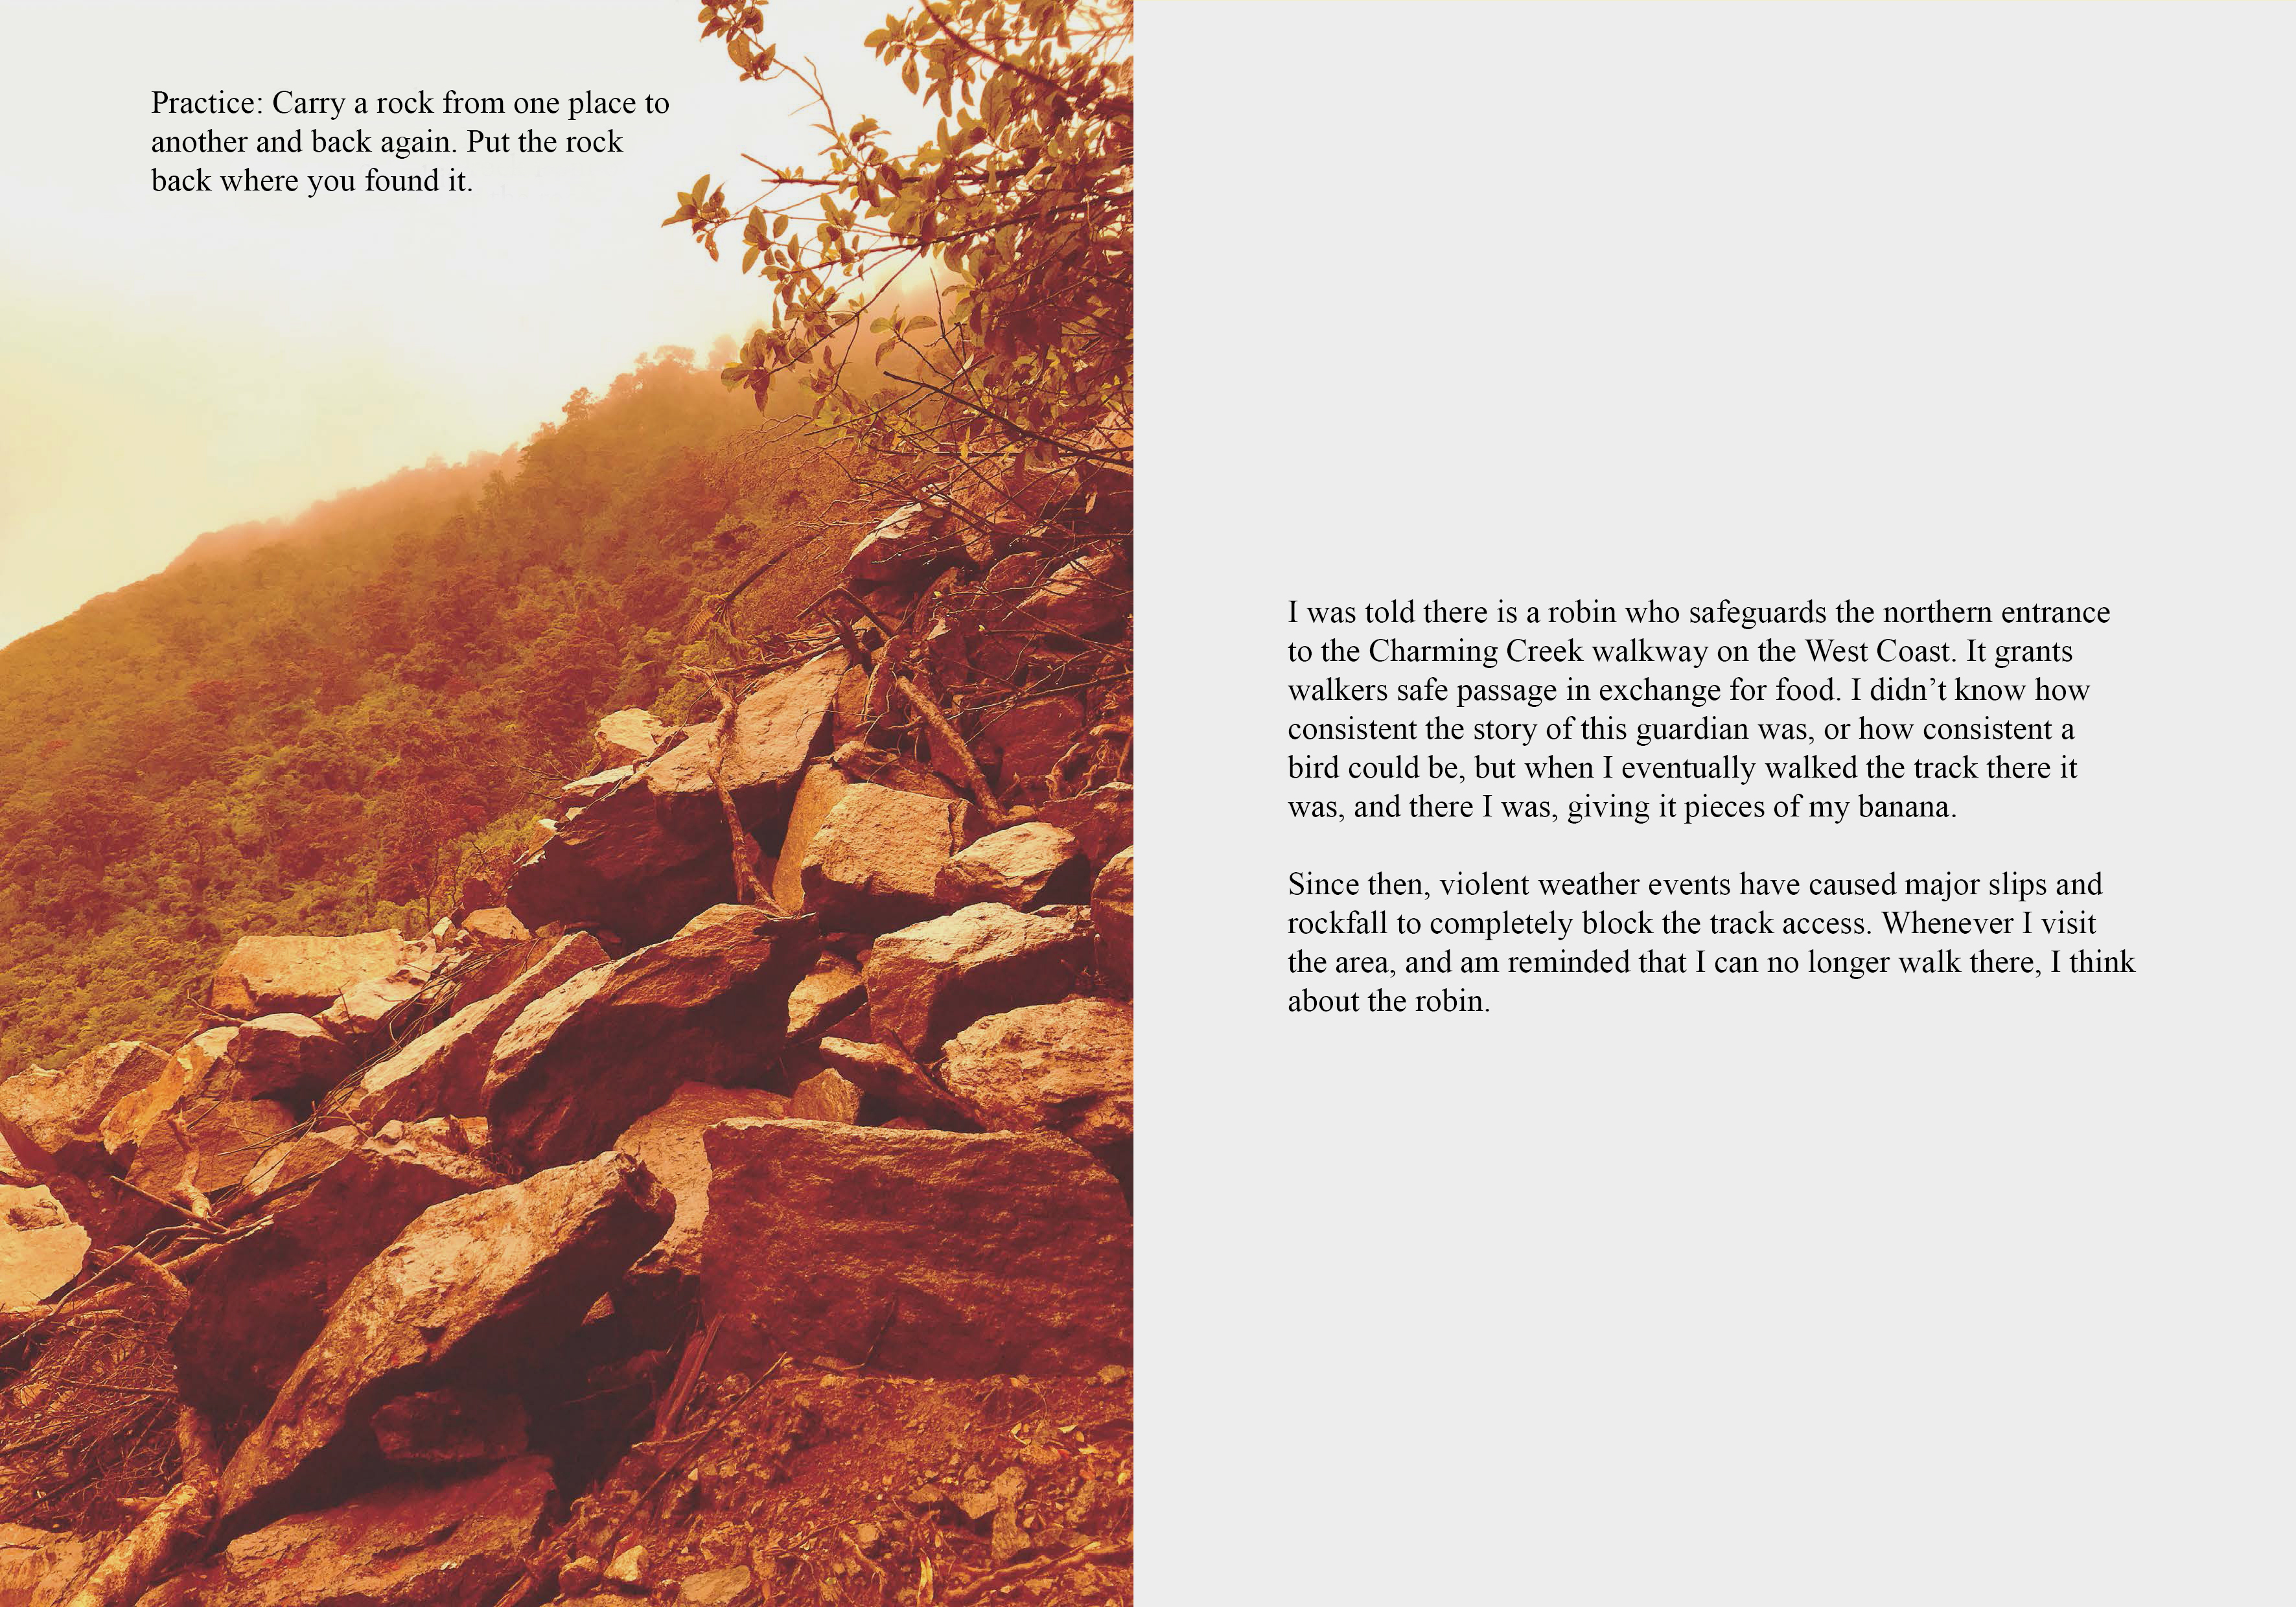 Practice: Carry a rock from one place to
another and back again. Put the rock
back where you found it.
I was told there is a robin who safeguards the northern entrance
to the Charming Creek walkway on the West Coast. It grants
walkers safe passage in exchange for food. I didn’t know how
consistent the story of this guardian was, or how consistent a
bird could be, but when I eventually walked the track there it
was, and there I was, giving it pieces of my banana.
Since then, violent weather events have caused major slips and
rockfall to completely block the track access. Whenever I visit
the area, and am reminded that I can no longer walk there, I think
about the robin.